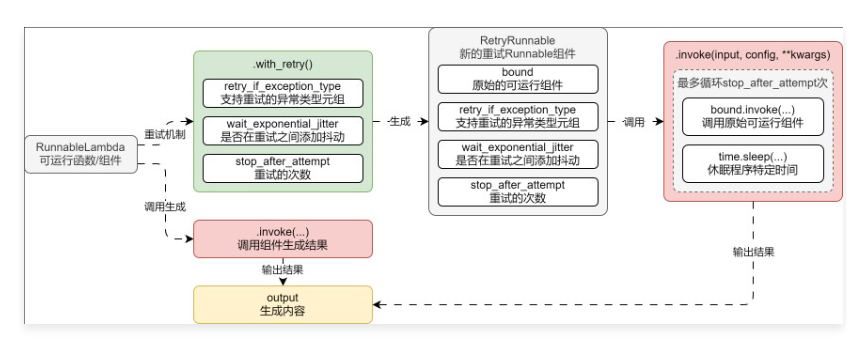 RunnableLambda
可运行函数/组件
重试机制
调用生成
.with_retry()
retry_if_exception_type
支持重试的异常类型元组
wait_exponential_jitter
是否在重试之间添加抖动
stop_after_attempt
重试的次数
.invoke(...)
调用组件生成结果
输出结果
output
生成内容
生成
RetryRunnable
新的重试Runnable组件
bound
原始的可运行组件
retry_if_exception_type
支持重试的异常类型元组
wait_exponential_jitter
是否在重试之间添加抖动
stop_after_attempt
重试的次数
调用
.invoke(input, config, **kwargs)
最多循环stop_after_attempt次
bound.invoke(...)
调用原始可运行组件
time.sleep(...)
休眠程序特定时间
输出结果